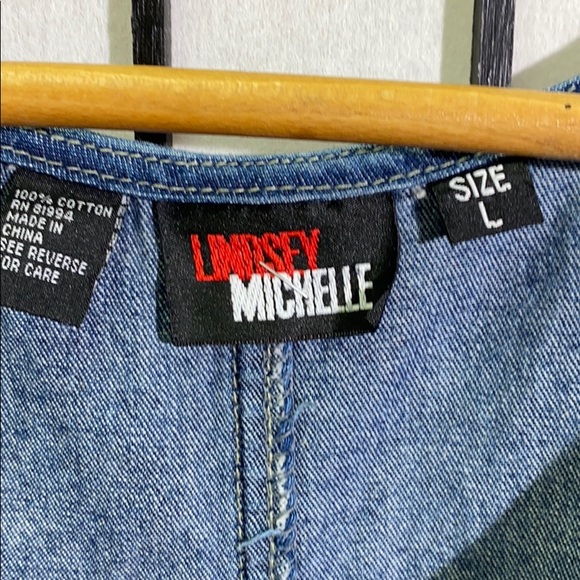 100% COTTON
RN 81994
MADE IN
CHINA
SEE REVERSE
FOR CARE
LINDSEY
MICHELLE
SIZE
L